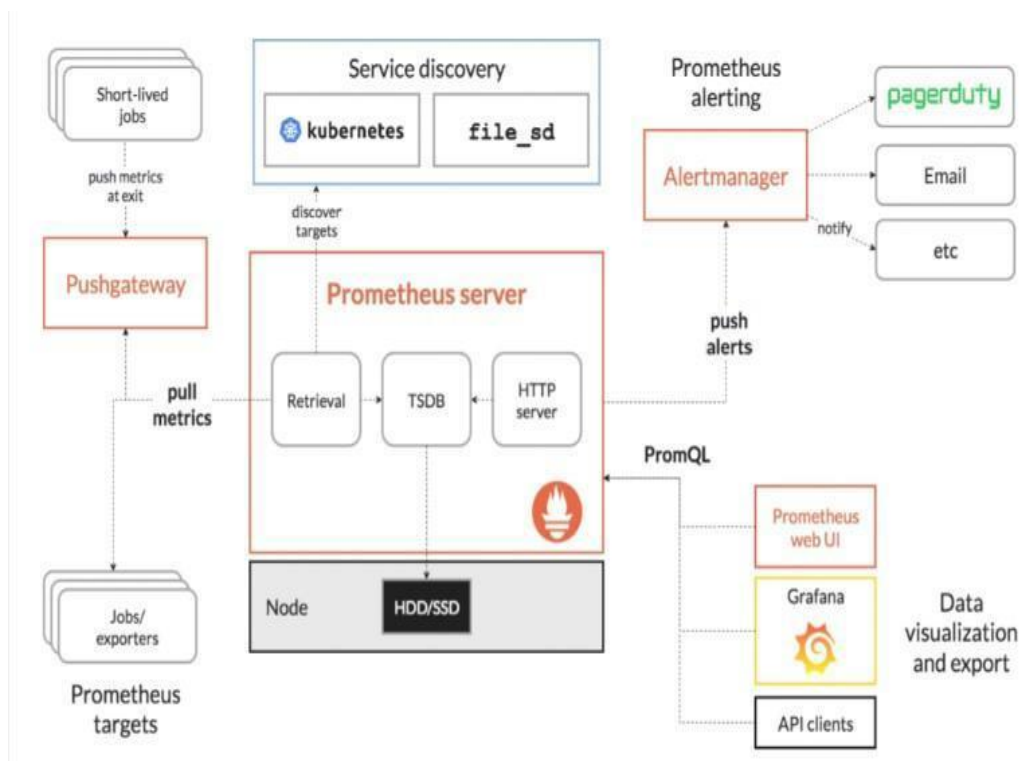 Short-lived
jobs
push metrics
at exit
Pushgateway
pull
metrics
Jobs/
exporters
Prometheus
targets
Service discovery
kubernetes
file_sd
discover
targets
Prometheus server
Retrieval
TSDB
HTTP
server
Node
HDD/SSD
Prometheus
alerting
Alertmanager
pagerduty
Email
notify
etc
push
alerts
PromQL
Prometheus
web UI
Grafana
API clients
Data
visualization
and export